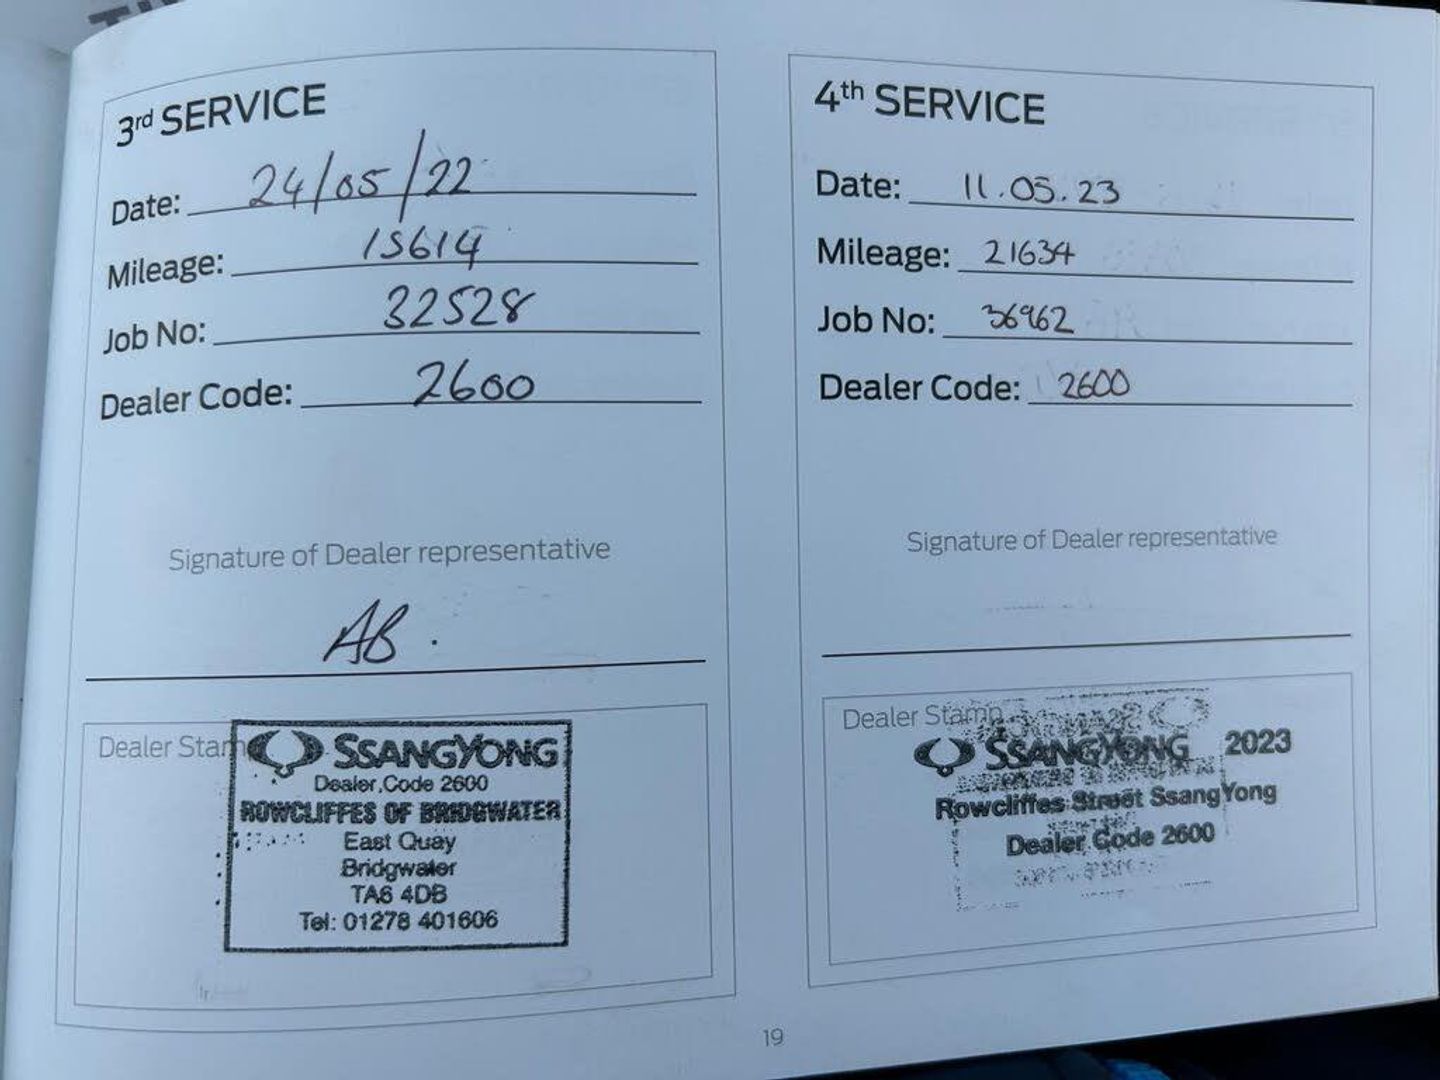 3rd SERVICE
Date: 24/05/22
Mileage: 15614
Job No: 32528
Dealer Code: 2600
Signature of Dealer representative
AB.
Dealer Stam
SSANGYONG
Dealer Code 2600
ROWCLIFFES OF BRIDGWATER
East Quay
Bridgwater
TA6 4DB
Tel: 01278 401606
4th SERVICE
Date: 11.05.23
Mileage: 21634
Job No: 36962
Dealer Code: 2600
Signature of Dealer representative
Dealer Stamp
SSANGYONG 2023
Rowcliffes Street SsangYong
Dealer Code 2600
19